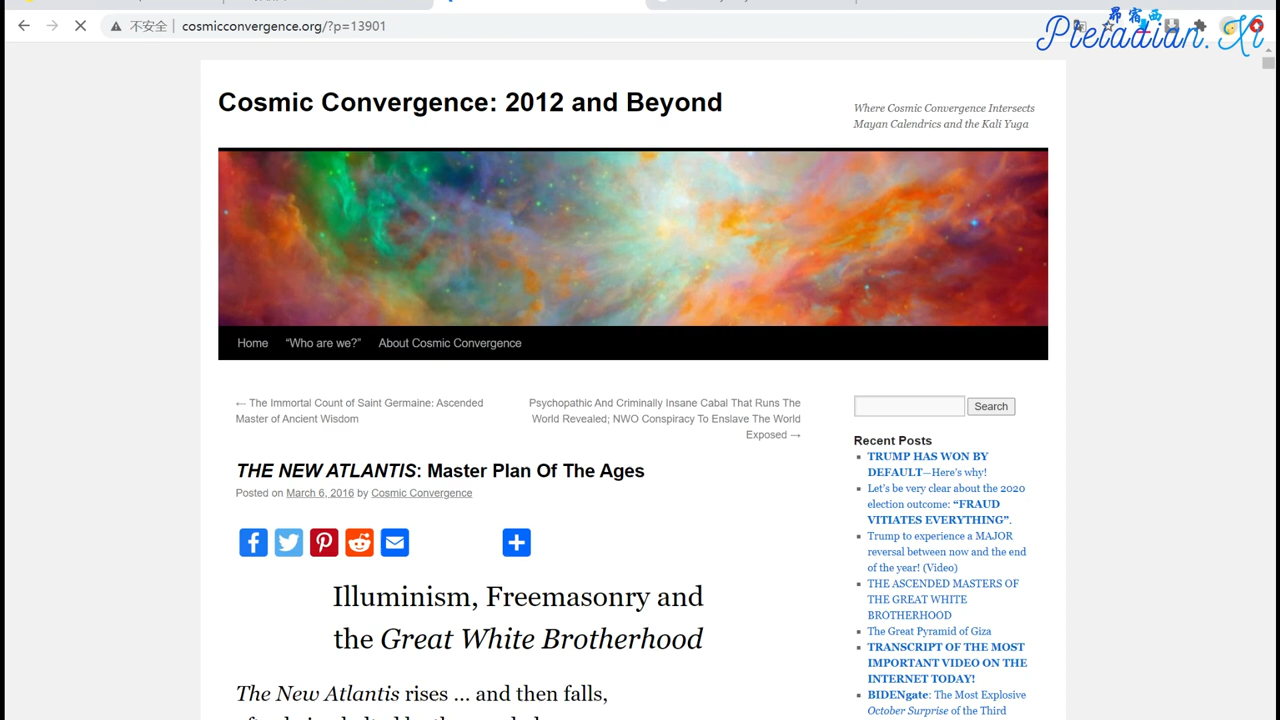 不安全 cosmicconvergence.org/?p=13901
昴宿西
Pleiadian.Xi
Cosmic Convergence: 2012 and Beyond
Where Cosmic Convergence Intersects
Mayan Calendrics and the Kali Yuga
Home "Who are we?" About Cosmic Convergence
← The Immortal Count of Saint Germaine: Ascended
Master of Ancient Wisdom
Psychopathic And Criminally Insane Cabal That Runs The
World Revealed; NWO Conspiracy To Enslave The World
Exposed →
THE NEW ATLANTIS: Master Plan Of The Ages
Posted on March 6, 2016 by Cosmic Convergence
Illuminism, Freemasonry and
the Great White Brotherhood
The New Atlantis rises … and then falls,
Search
Recent Posts
TRUMP HAS WON BY
DEFAULT—Here's why!
Let's be very clear about the 2020
election outcome: "FRAUD
VITIATES EVERYTHING".
Trump to experience a MAJOR
reversal between now and the end
of the year! (Video)
THE ASCENDED MASTERS OF
THE GREAT WHITE
BROTHERHOOD
The Great Pyramid of Giza
TRANSCRIPT OF THE MOST
IMPORTANT VIDEO ON THE
INTERNET TODAY!
BIDENgate: The Most Explosive
October Surprise of the Third